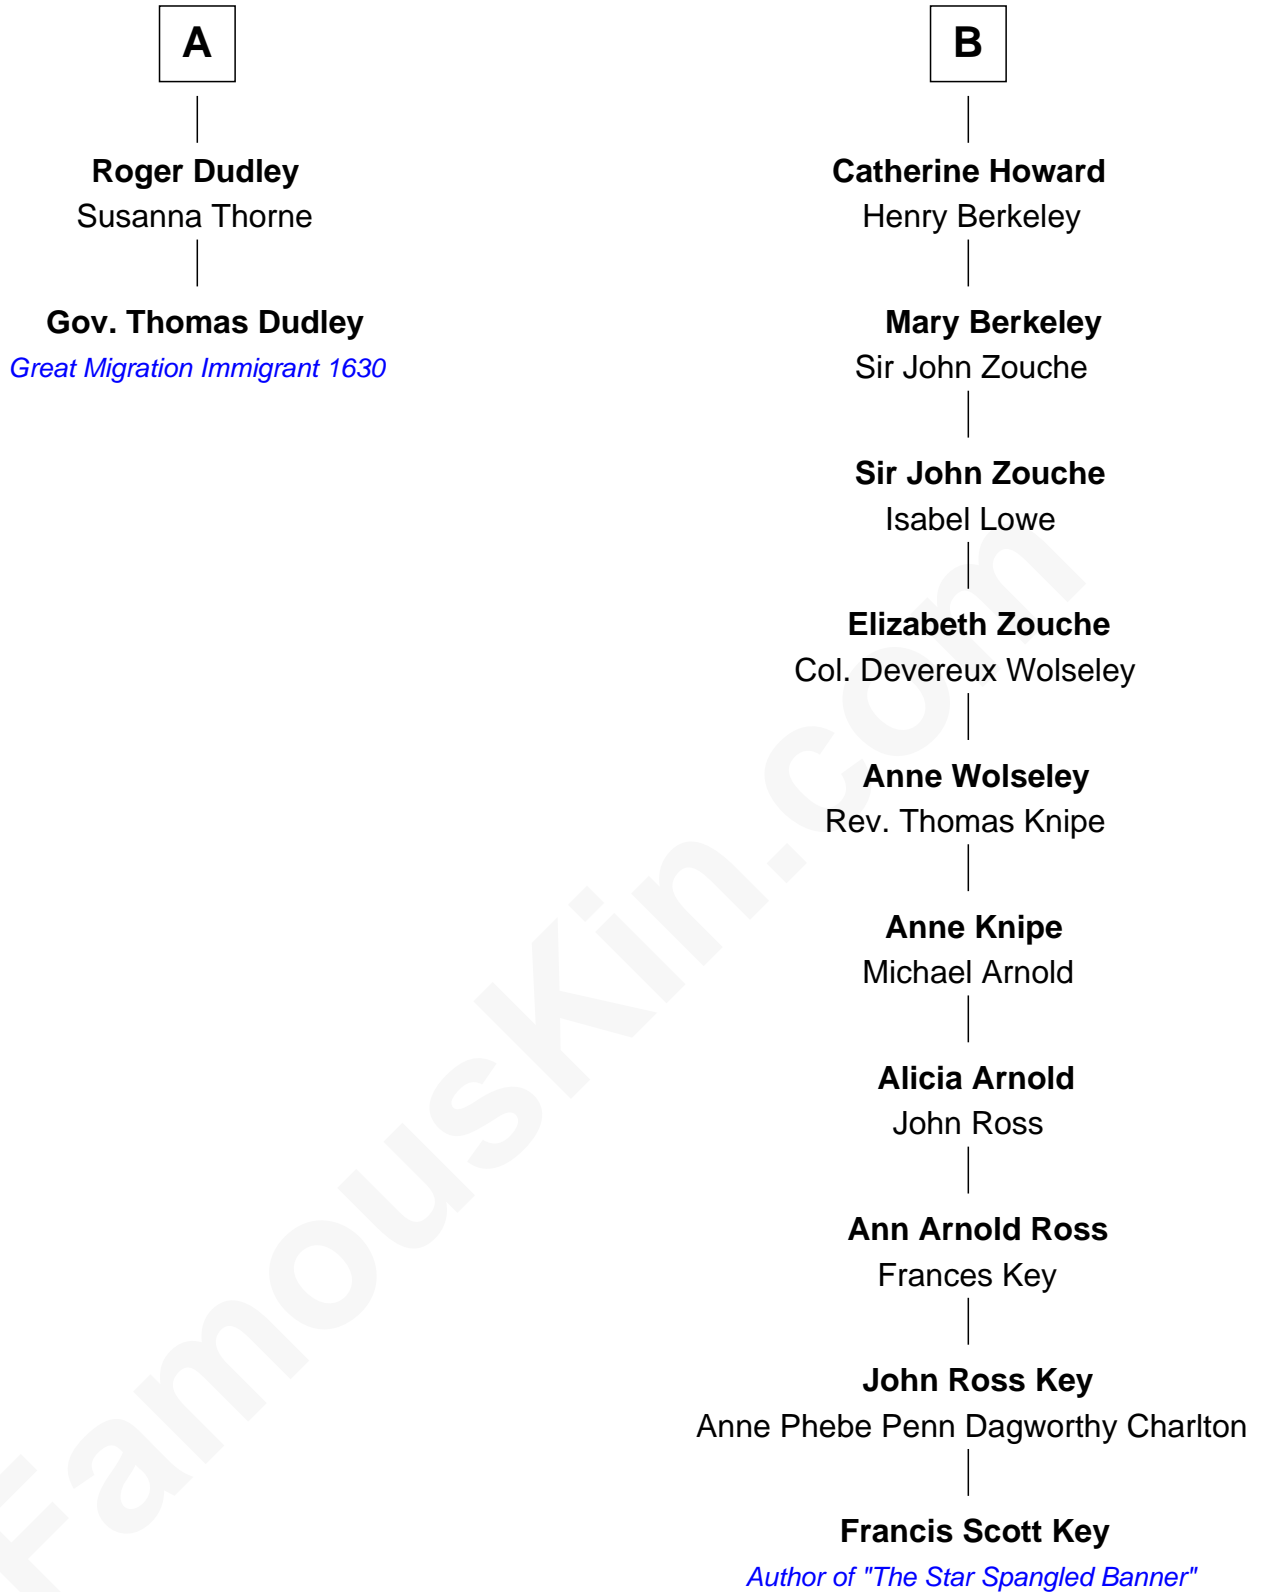 A
Roger Dudley
Susanna Thorne
Gov. Thomas Dudley
Great Migration Immigrant 1630
B
Catherine Howard
Henry Berkeley
Mary Berkeley
Sir John Zouche
Sir John Zouche
Isabel Lowe
Elizabeth Zouche
Col. Devereux Wolseley
Anne Wolseley
Rev. Thomas Knipe
Anne Knipe
Michael Arnold
Alicia Arnold
John Ross
Ann Arnold Ross
Frances Key
John Ross Key
Anne Phebe Penn Dagworthy Charlton
Francis Scott Key
Author of "The Star Spangled Banner"
FamousKin.com